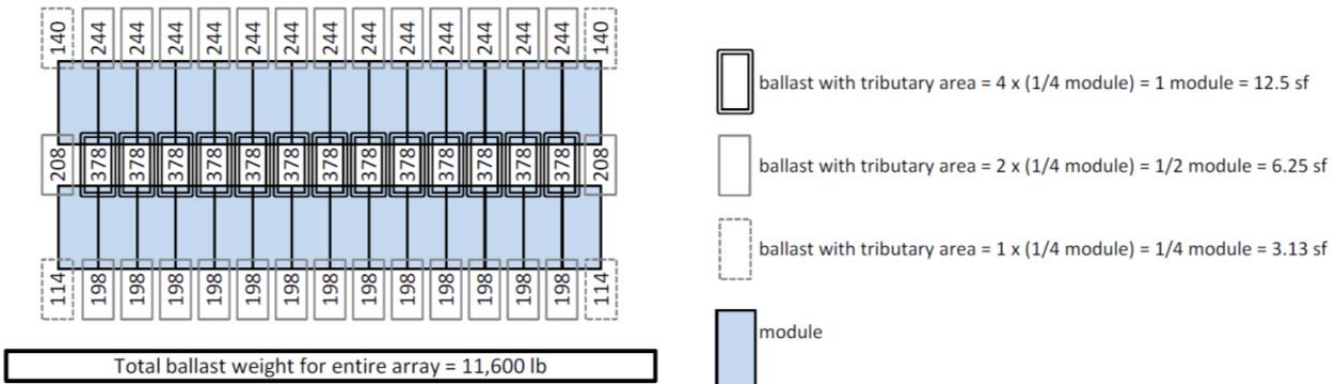 140 244 244 244 244 244 244 244 244 244 244 244 244 244 140
208 378 378 378 378 378 378 378 378 378 378 378 378 378 208
114 198 198 198 198 198 198 198 198 198 198 198 198 198 114
Total ballast weight for entire array = 11,600 lb
ballast with tributary area = 4 x (1/4 module) = 1 module = 12.5 sf
ballast with tributary area = 2 x (1/4 module) = 1/2 module = 6.25 sf
ballast with tributary area = 1 x (1/4 module) = 1/4 module = 3.13 sf
module